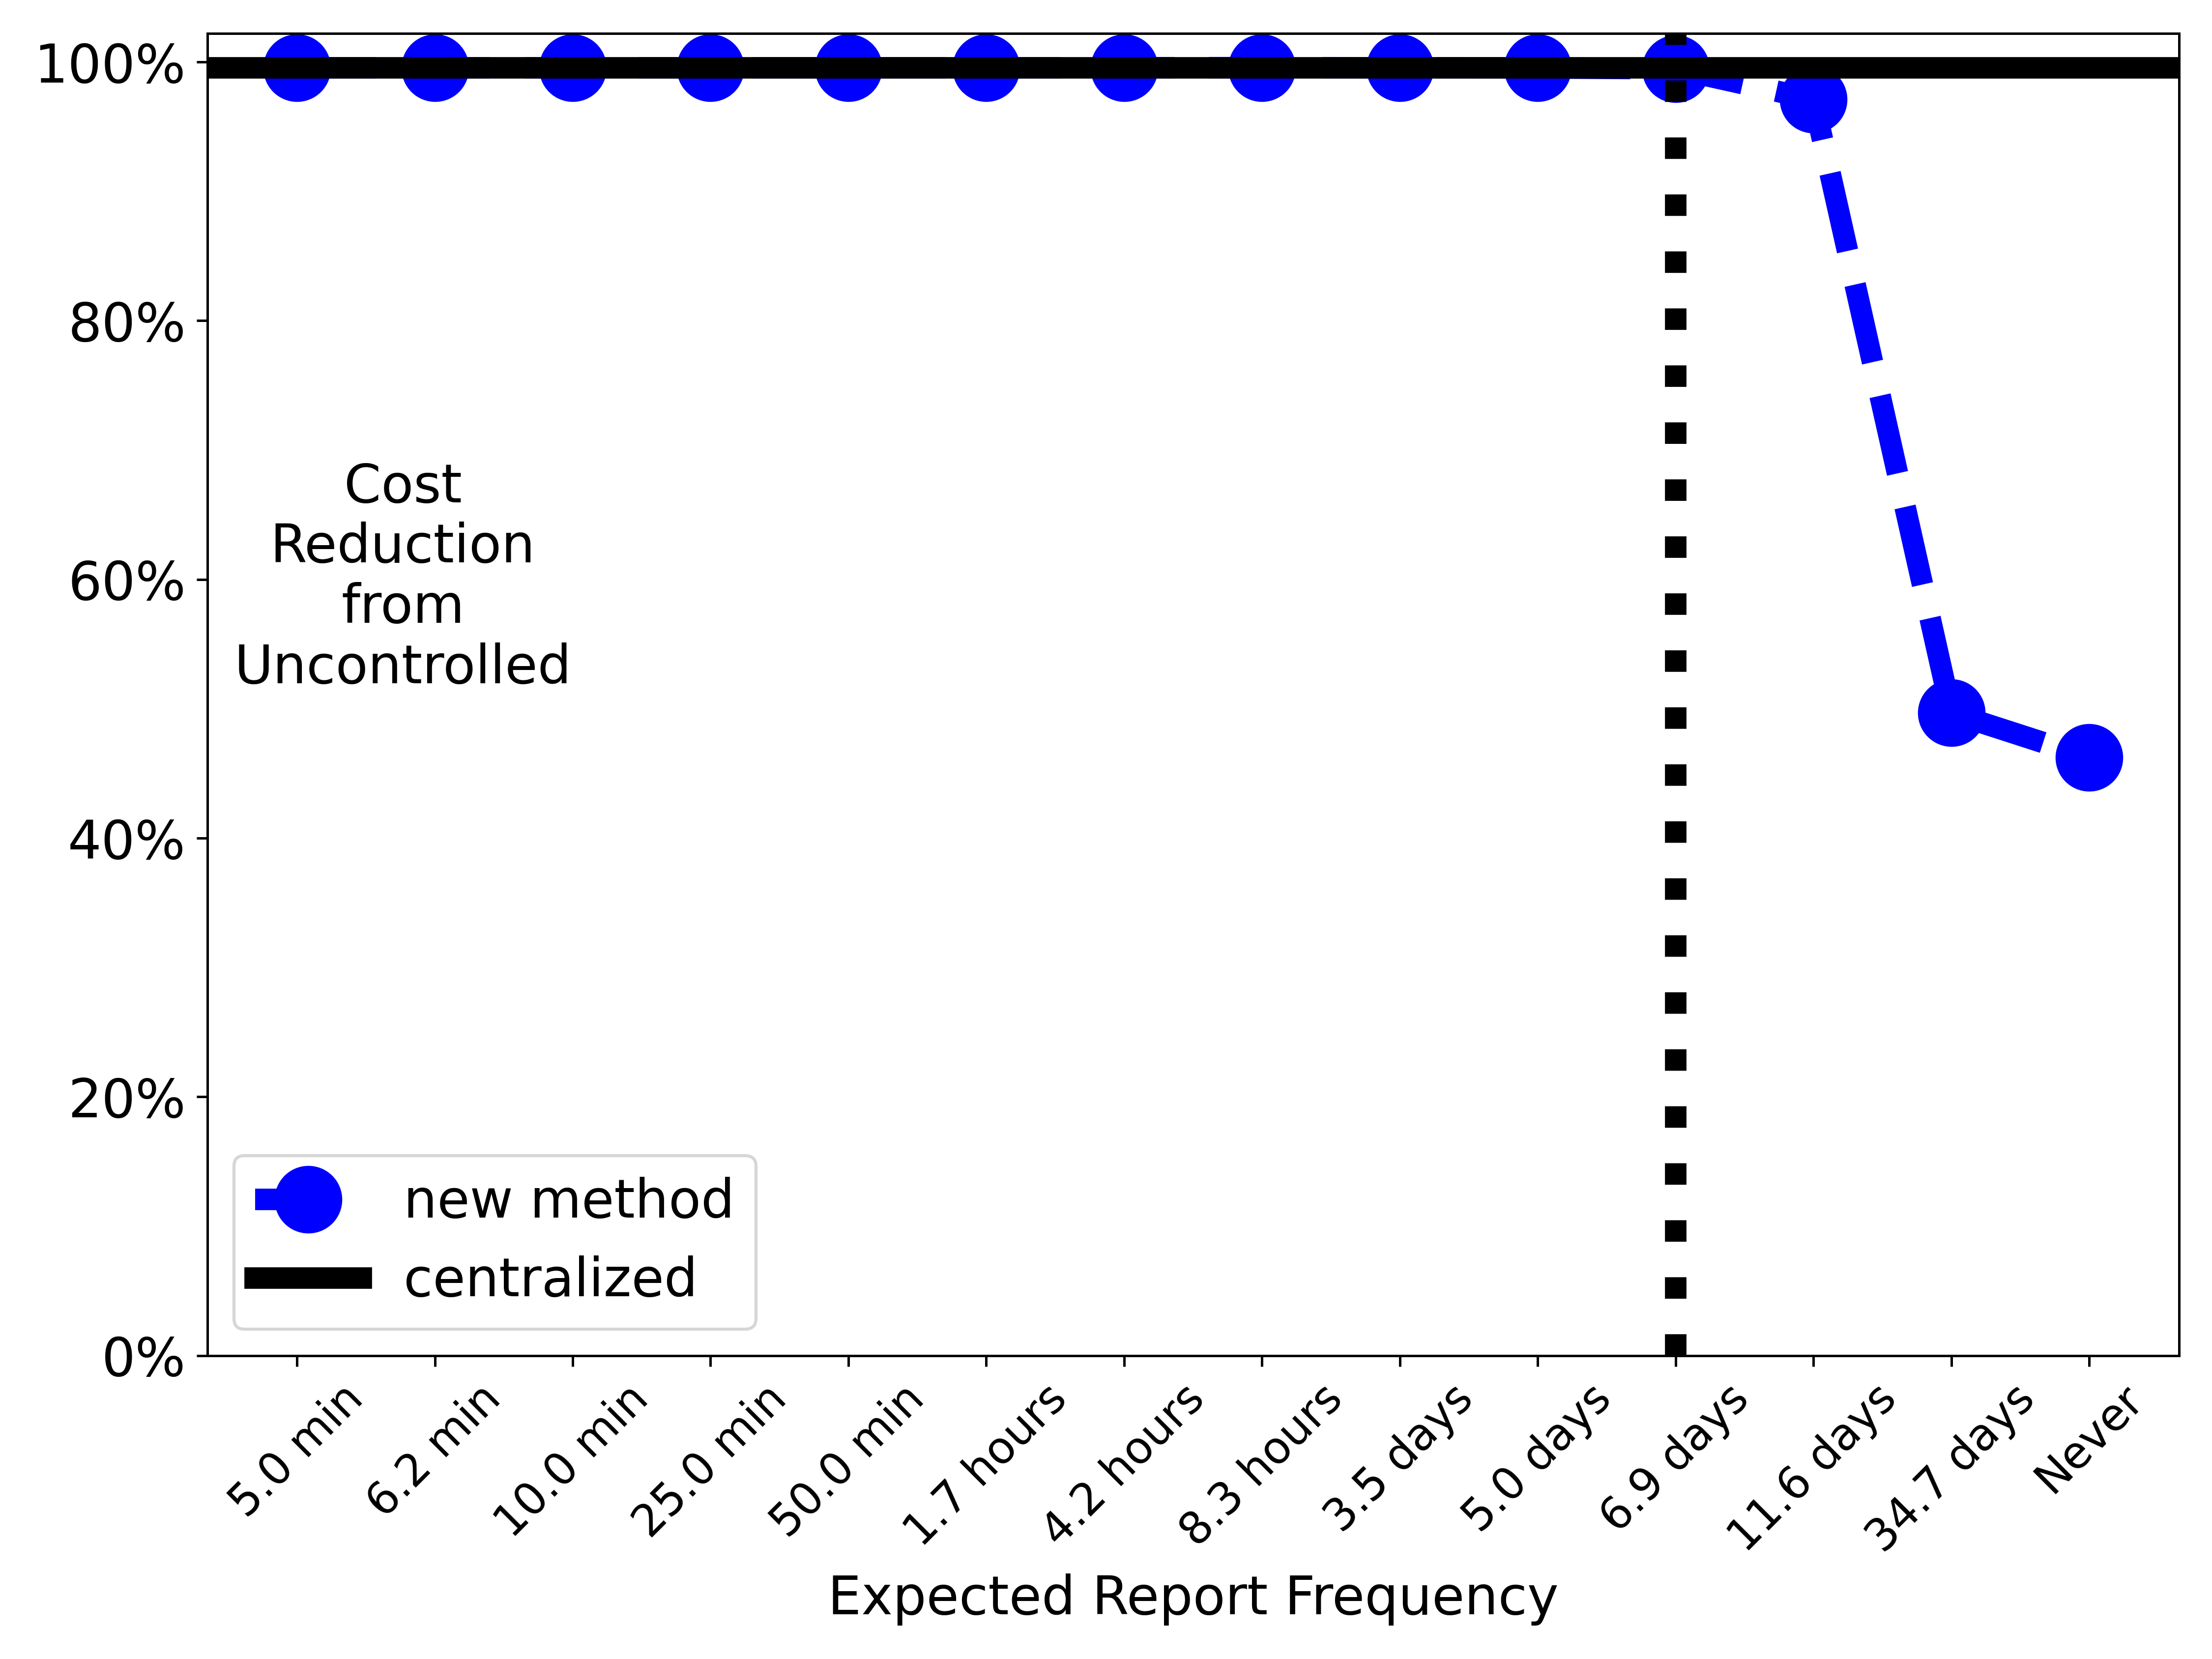 100%
80%
60%
40%
20%
0%
Cost
Reduction
from
Uncontrolled
new method
centralized
5.0 min
6.2 min
10.0 min
25.0 min
50.0 min
1.7 hours
4.2 hours
8.3 hours
3.5 days
5.0 days
6.9 days
11.6 days
34.7 days
Never
Expected Report Frequency